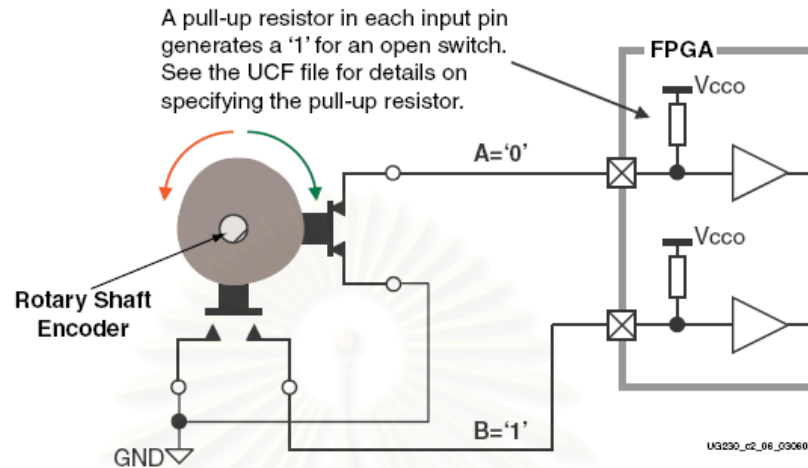 A pull-up resistor in each input pin
generates a ‘1’ for an open switch.
See the UCF file for details on
specifying the pull-up resistor.
FPGA
Vcco
A=‘0’
Vcco
Rotary Shaft
Encoder
GND
B=‘1’
UG230_c2_06_03060